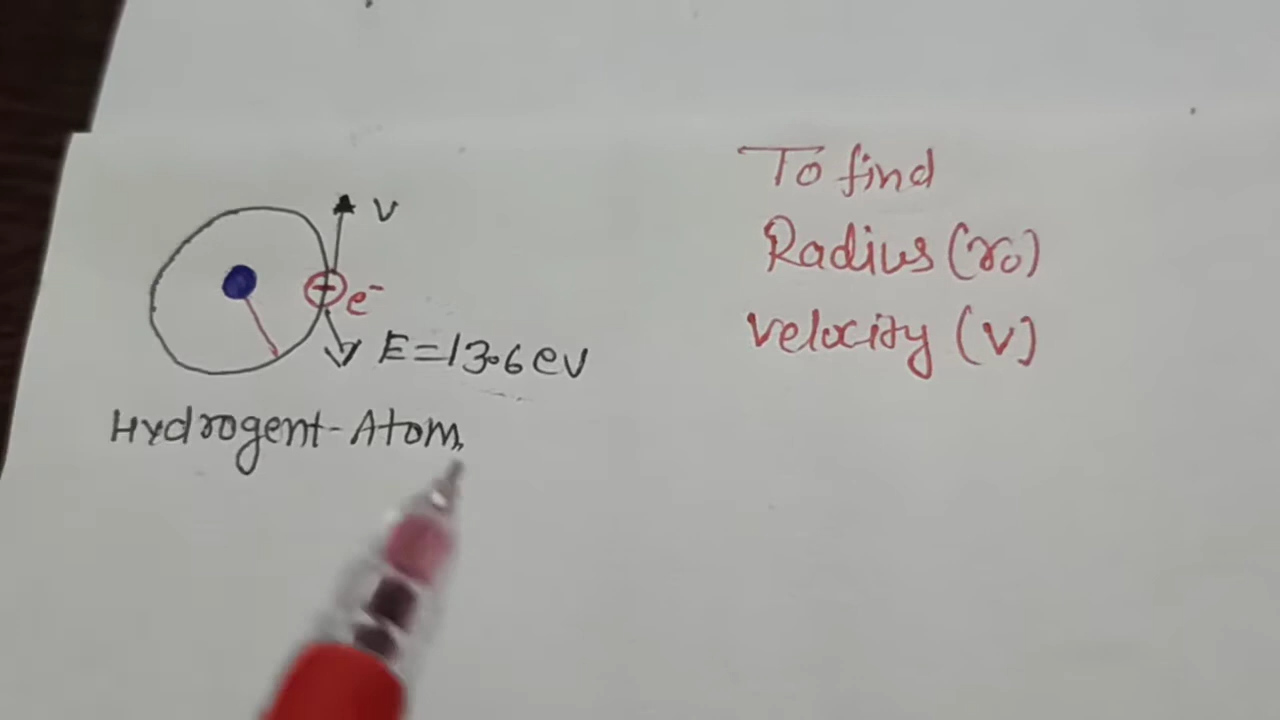 V
e⁻
E=13.6eV
Hydrogent-Atom,
To find
Radius (r₀)
velocity (v)